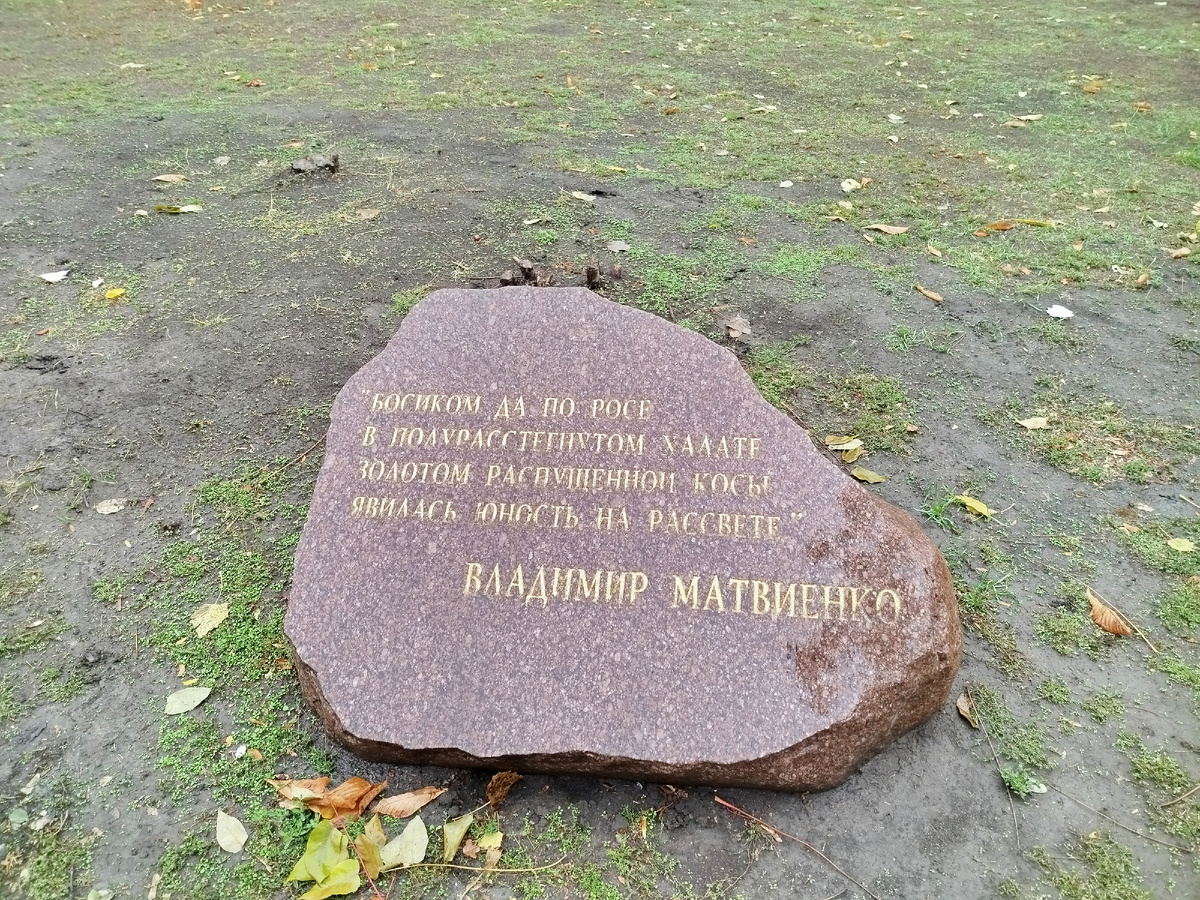 "БОСИКОМ ДА ПО РОСЕ
В ПОЛУРАССТЕГНУТОМ ХАЛАТЕ
ЗОЛОТОМ РАСПУЩЕННОЙ КОСЫ
ЯВИЛАСЬ ЮНОСТЬ НА РАССВЕТЕ"
ВЛАДИМИР МАТВИЕНКО